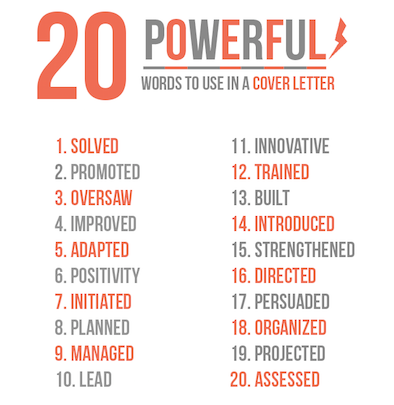 20 POWERFUL
WORDS TO USE IN A COVER LETTER
1. SOLVED
2. PROMOTED
3. OVERSAW
4. IMPROVED
5. ADAPTED
6. POSITIVITY
7. INITIATED
8. PLANNED
9. MANAGED
10. LEAD
11. INNOVATIVE
12. TRAINED
13. BUILT
14. INTRODUCED
15. STRENGTHENED
16. DIRECTED
17. PERSUADED
18. ORGANIZED
19. PROJECTED
20. ASSESSED